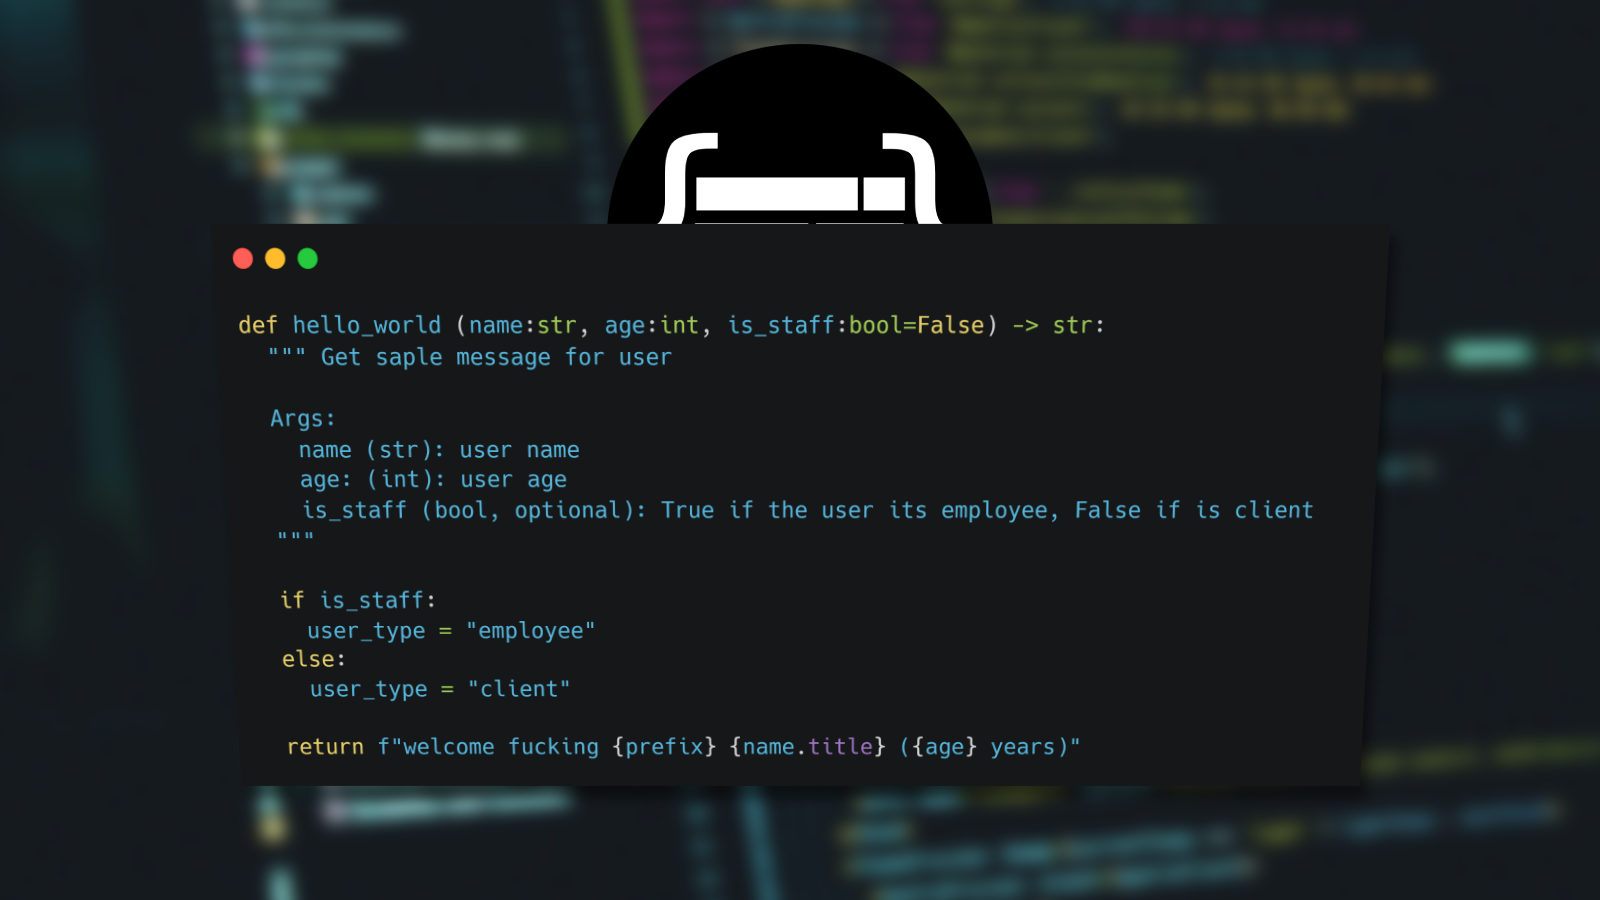 def hello_world (name:str, age:int, is_staff:bool=False) -> str:
""" Get saple message for user
Args:
name (str): user name
age: (int): user age
is_staff (bool, optional): True if the user its employee, False if is client
"""
if is_staff:
user_type = "employee"
else:
user_type = "client"
return f"welcome fucking {prefix} {name.title} ({age} years)"